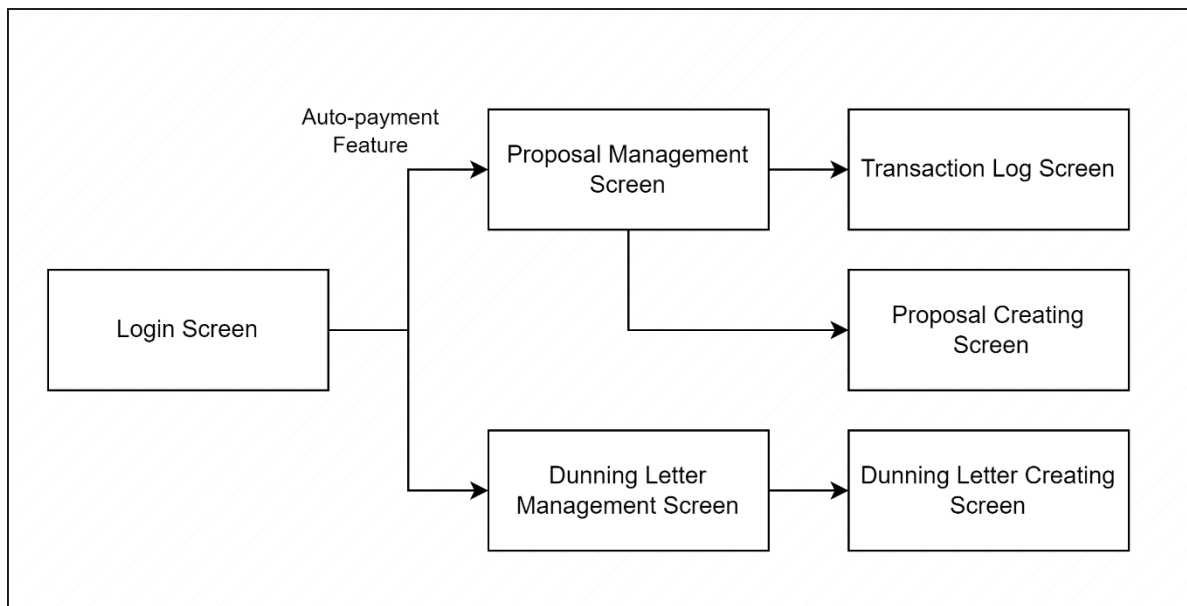 Auto-payment
Feature
Proposal Management
Screen
Transaction Log Screen
Login Screen
Proposal Creating
Screen
Dunning Letter
Management Screen
Dunning Letter Creating
Screen